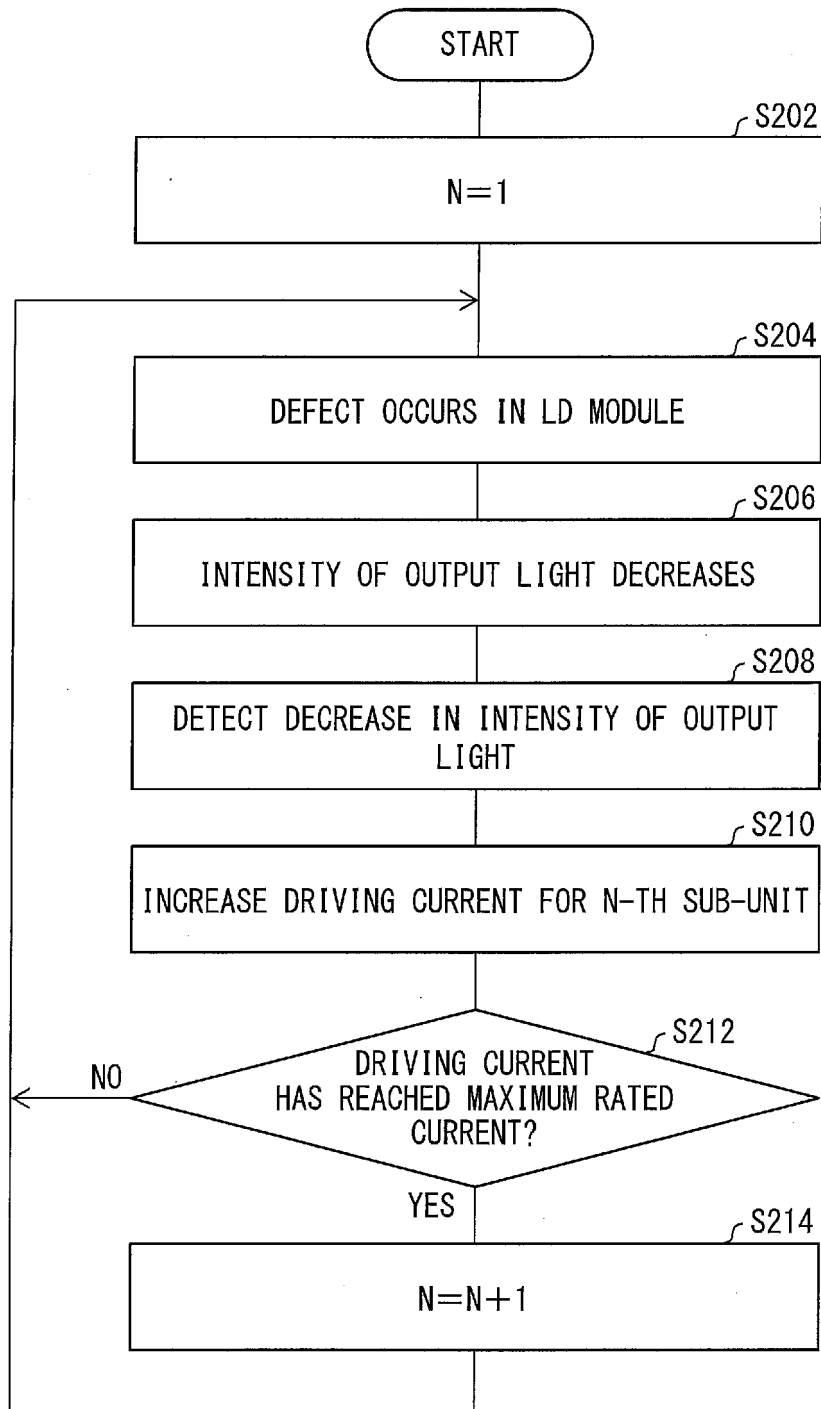 START
S202
N=1
S204
DEFECT OCCURS IN LD MODULE
S206
INTENSITY OF OUTPUT LIGHT DECREASES
S208
DETECT DECREASE IN INTENSITY OF OUTPUT
LIGHT
S210
INCREASE DRIVING CURRENT FOR N-TH SUB-UNIT
S212
DRIVING CURRENT
HAS REACHED MAXIMUM RATED
CURRENT?
NO
YES
S214
N=N+1